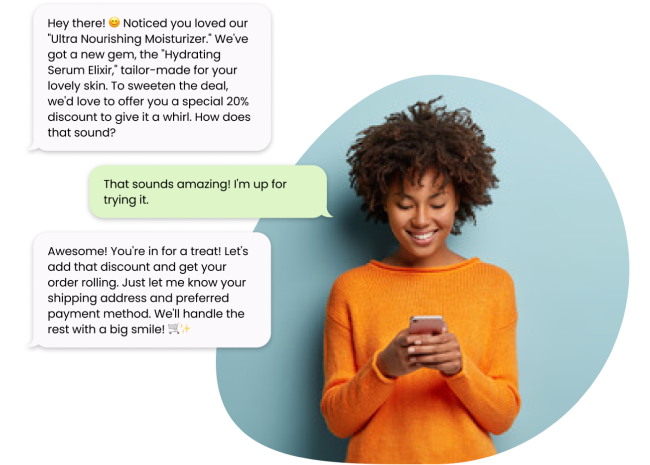 Hey there! 😊 Noticed you loved our
"Ultra Nourishing Moisturizer." We've
got a new gem, the "Hydrating
Serum Elixir," tailor-made for your
lovely skin. To sweeten the deal,
we'd love to offer you a special 20%
discount to give it a whirl. How does
that sound?
That sounds amazing! I'm up for
trying it.
Awesome! You're in for a treat! Let's
add that discount and get your
order rolling. Just let me know your
shipping address and preferred
payment method. We'll handle the
rest with a big smile! 🛒✨